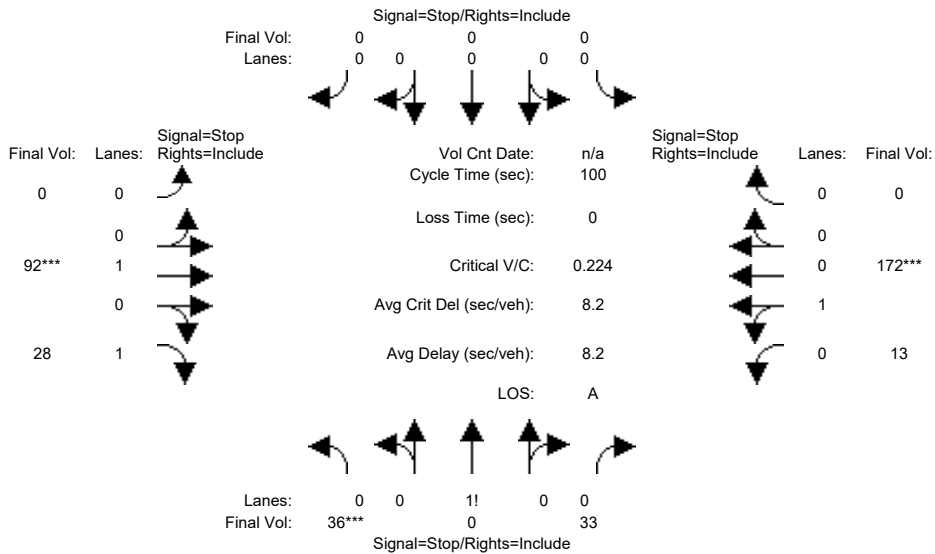 Signal=Stop/Rights=Include
Final Vol: 0 0 0
Lanes: 0 0 0 0 0
Signal=Stop Signal=Stop
Final Vol: Lanes: Rights=Include Vol Cnt Date: n/a Rights=Include Lanes: Final Vol:
Cycle Time (sec): 100
0 0 0 0
Loss Time (sec): 0
0 0
92*** 1 Critical V/C: 0.224 0 172***
0 Avg Crit Del (sec/veh): 8.2 1
28 1 Avg Delay (sec/veh): 8.2 0 13
LOS: A
Lanes: 0 0 1! 0 0
Final Vol: 36*** 0 33
Signal=Stop/Rights=Include